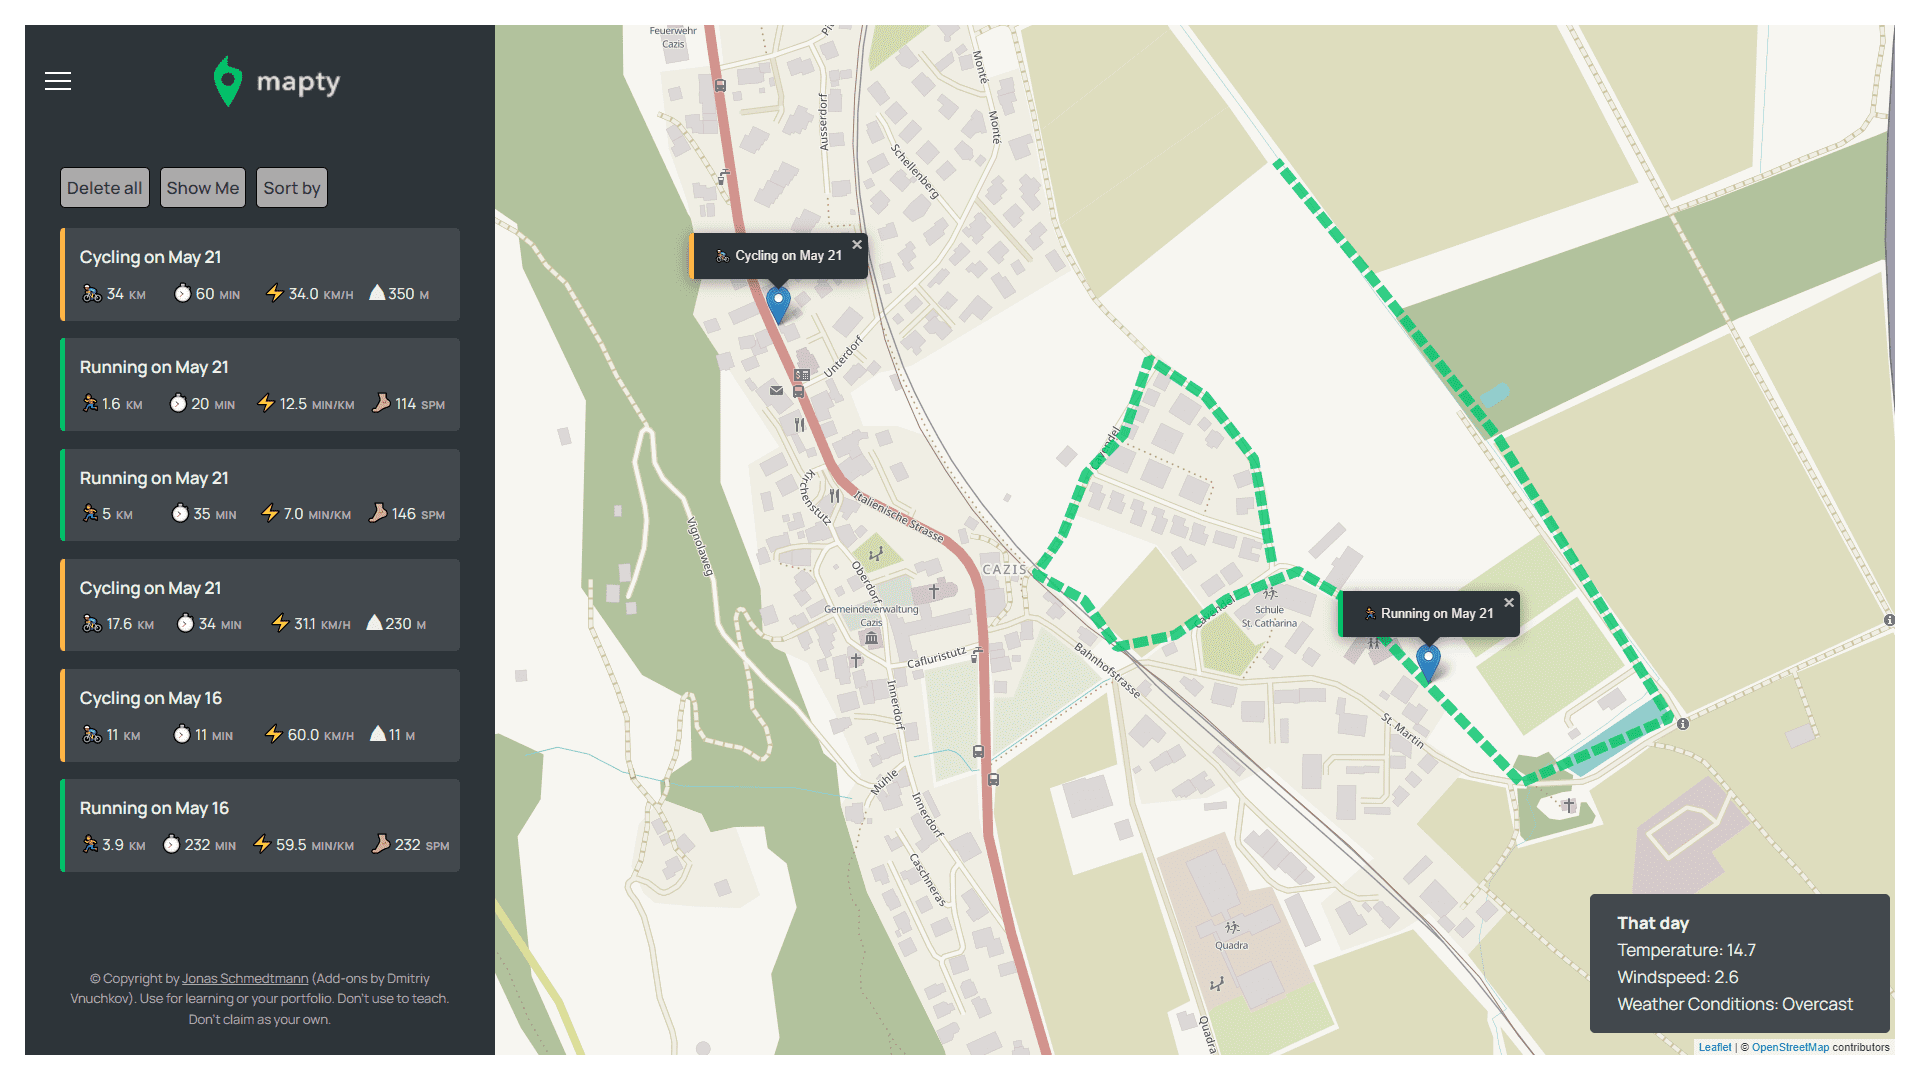 mapty
Delete all
Show Me
Sort by
Cycling on May 21
34 KM
60 MIN
34.0 KM/H
350 M
Running on May 21
1.6 KM
20 MIN
12.5 MIN/KM
114 SPM
Running on May 21
5 KM
35 MIN
7.0 MIN/KM
146 SPM
Cycling on May 21
17.6 KM
34 MIN
31.1 KM/H
230 M
Cycling on May 16
11 KM
11 MIN
60.0 KM/H
11 M
Running on May 16
3.9 KM
232 MIN
59.5 MIN/KM
232 SPM
© Copyright by Jonas Schmedtmann (Add-ons by Dmitriy
Vnuchkov). Use for learning or your portfolio. Don't use to teach.
Don't claim as your own.
Feuerwehr
Cazis
Ausserdorf
Monté
Monté
Schellenberg
Cycling on May 21
Unterdorf
Kirchenstutz
Italienische Strasse
Vignolaweg
CAZIS
Oberdorf
Gemeindeverwaltung
Cazis
Cafluristutz
Bahnhofstrasse
Lavendel
Schule
St. Catharina
Running on May 21
St. Martin
Innerdorf
Mühle
Innerdorf
Caschneras
Quadra
Quadra
That day
Temperature: 14.7
Windspeed: 2.6
Weather Conditions: Overcast
Leaflet | © OpenStreetMap contributors